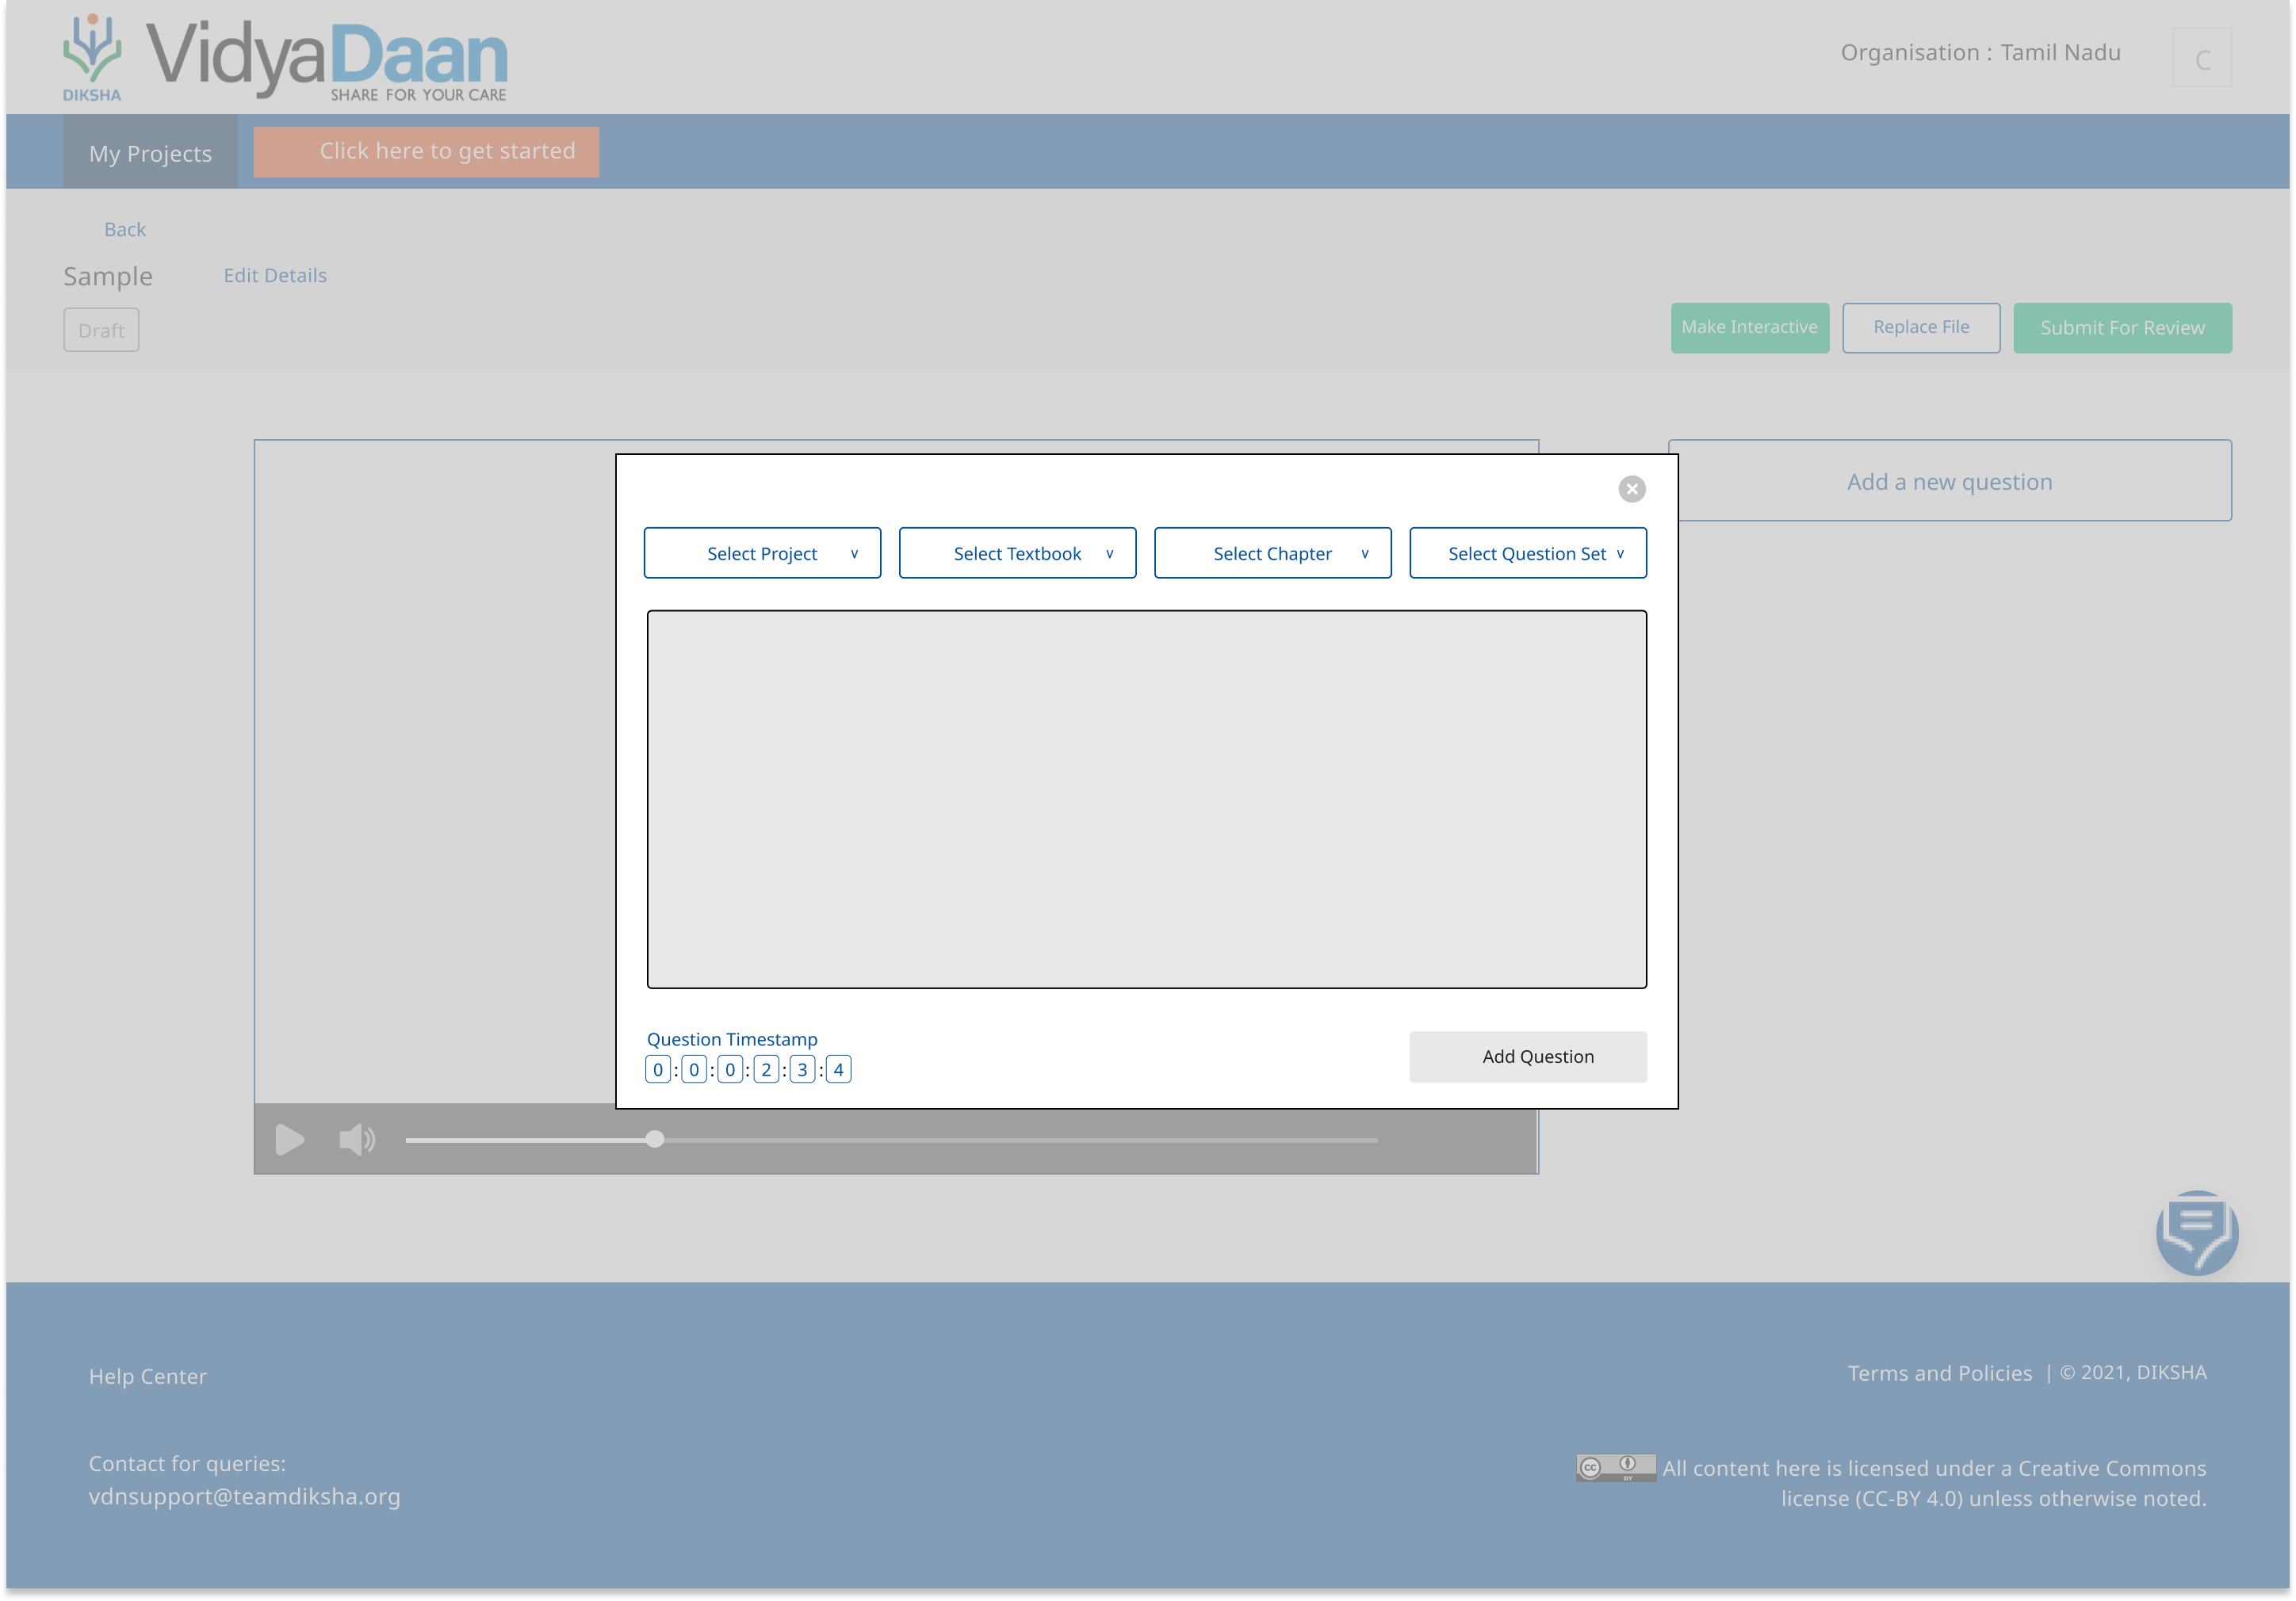 VidyaDaan
DIKSHA
SHARE FOR YOUR CARE
Organisation : Tamil Nadu
C
My Projects
Click here to get started
Back
Sample
Edit Details
Draft
Make Interactive
Replace File
Submit For Review
Add a new question
Select Project v
Select Textbook v
Select Chapter v
Select Question Set v
Question Timestamp
0 : 0 : 0 : 2 : 3 : 4
Add Question
Help Center
Terms and Policies | © 2021, DIKSHA
Contact for queries:
vdnsupport@teamdiksha.org
cc BY
All content here is licensed under a Creative Commons
license (CC-BY 4.0) unless otherwise noted.